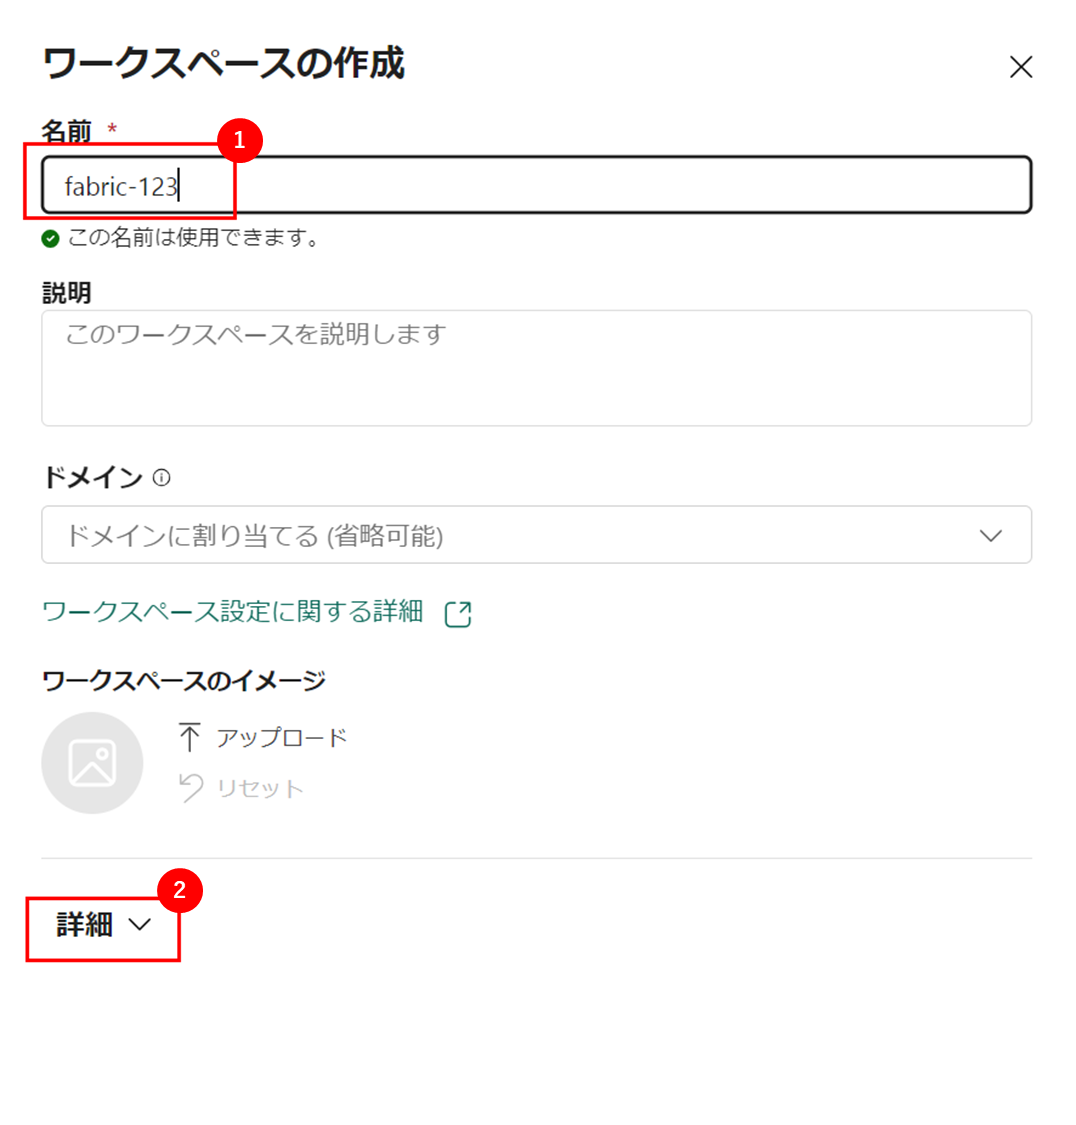 ワークスペースの作成
名前 *
1
fabric-123
この名前は使用できます。
説明
このワークスペースを説明します
ドメイン
ドメインに割り当てる (省略可能)
ワークスペース設定に関する詳細
ワークスペースのイメージ
アップロード
リセット
2
詳細